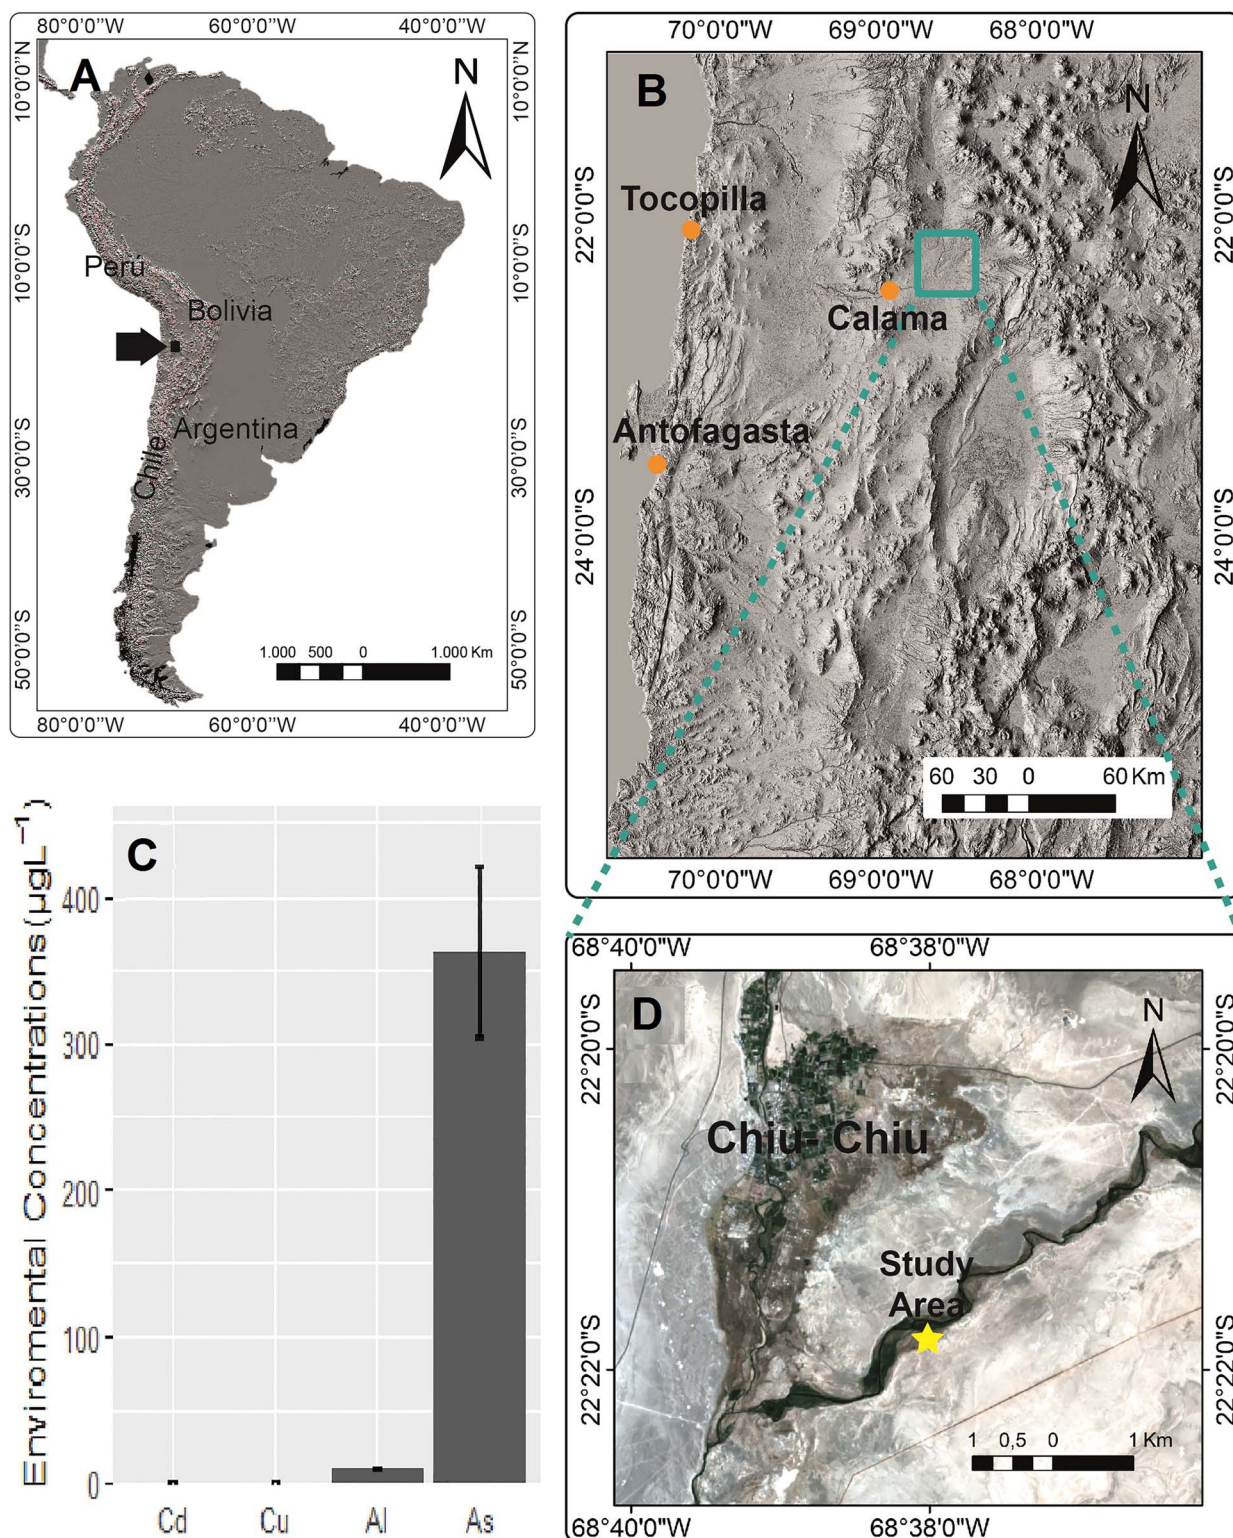 80°0'0"W 60°0'0"W 40°0'0"W
10°0'0"N
10°0'0"N
A
N
10°0'0"S
10°0'0"S
Perú
Bolivia
Argentina
Chile
30°0'0"S
30°0'0"S
50°0'0"S
50°0'0"S
1.000 500 0 1.000 Km
80°0'0"W 60°0'0"W 40°0'0"W
70°0'0"W 69°0'0"W 68°0'0"W
B
N
22°0'0"S
22°0'0"S
Tocopilla
Calama
Antofagasta
24°0'0"S
24°0'0"S
60 30 0 60 Km
70°0'0"W 69°0'0"W 68°0'0"W
C
Enviromental Concentrations (µgL⁻¹)
400
300
200
100
0
Cd Cu Al As
68°40'0"W 68°38'0"W
D
N
22°20'0"S
22°20'0"S
Chiu- Chiu
Study
Area
22°22'0"S
22°22'0"S
1 0,5 0 1 Km
68°40'0"W 68°38'0"W